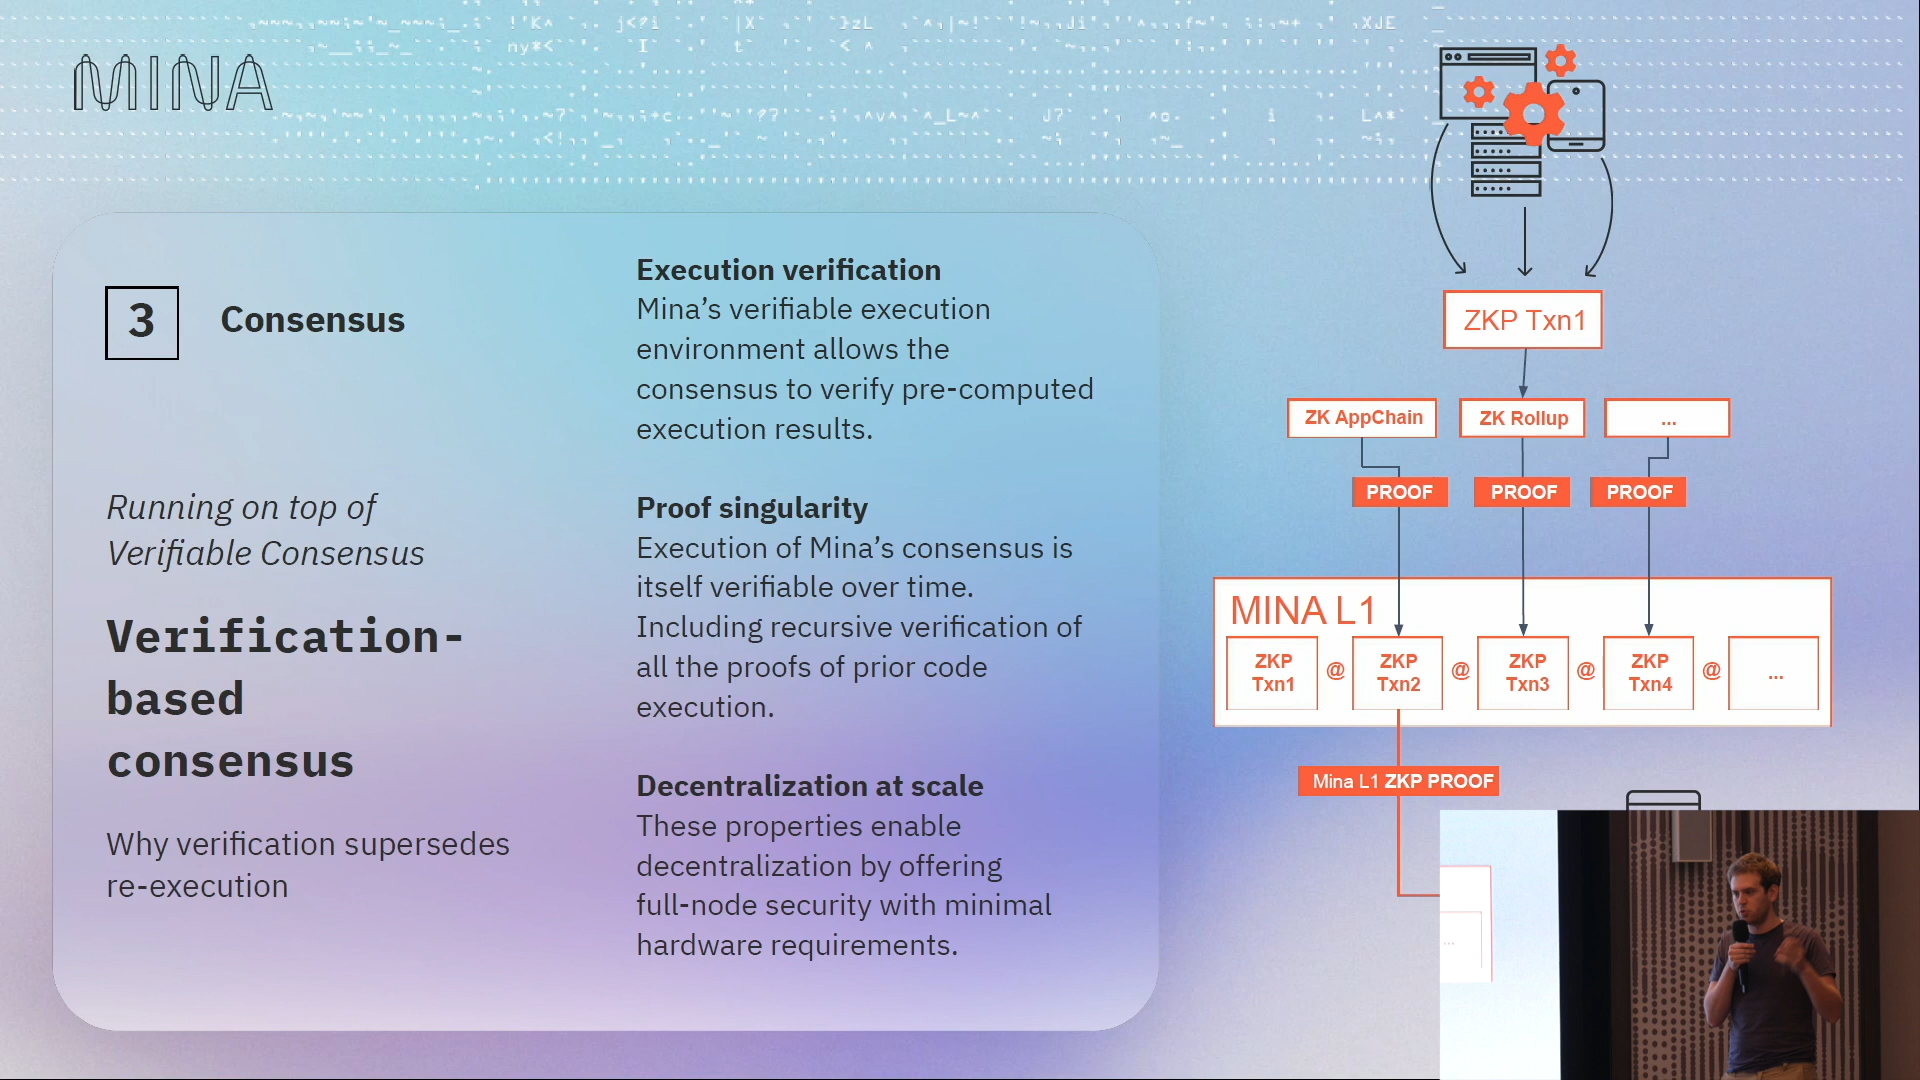 MINA
3
Consensus
Running on top of
Verifiable Consensus
Verification-
based
consensus
Why verification supersedes
re-execution
Execution verification
Mina’s verifiable execution
environment allows the
consensus to verify pre-computed
execution results.
Proof singularity
Execution of Mina’s consensus is
itself verifiable over time.
Including recursive verification of
all the proofs of prior code
execution.
Decentralization at scale
These properties enable
decentralization by offering
full-node security with minimal
hardware requirements.
ZKP Txn1
ZK AppChain
ZK Rollup
...
PROOF
PROOF
PROOF
MINA L1
ZKP
Txn1
@
ZKP
Txn2
@
ZKP
Txn3
@
ZKP
Txn4
@
...
Mina L1 ZKP PROOF
...